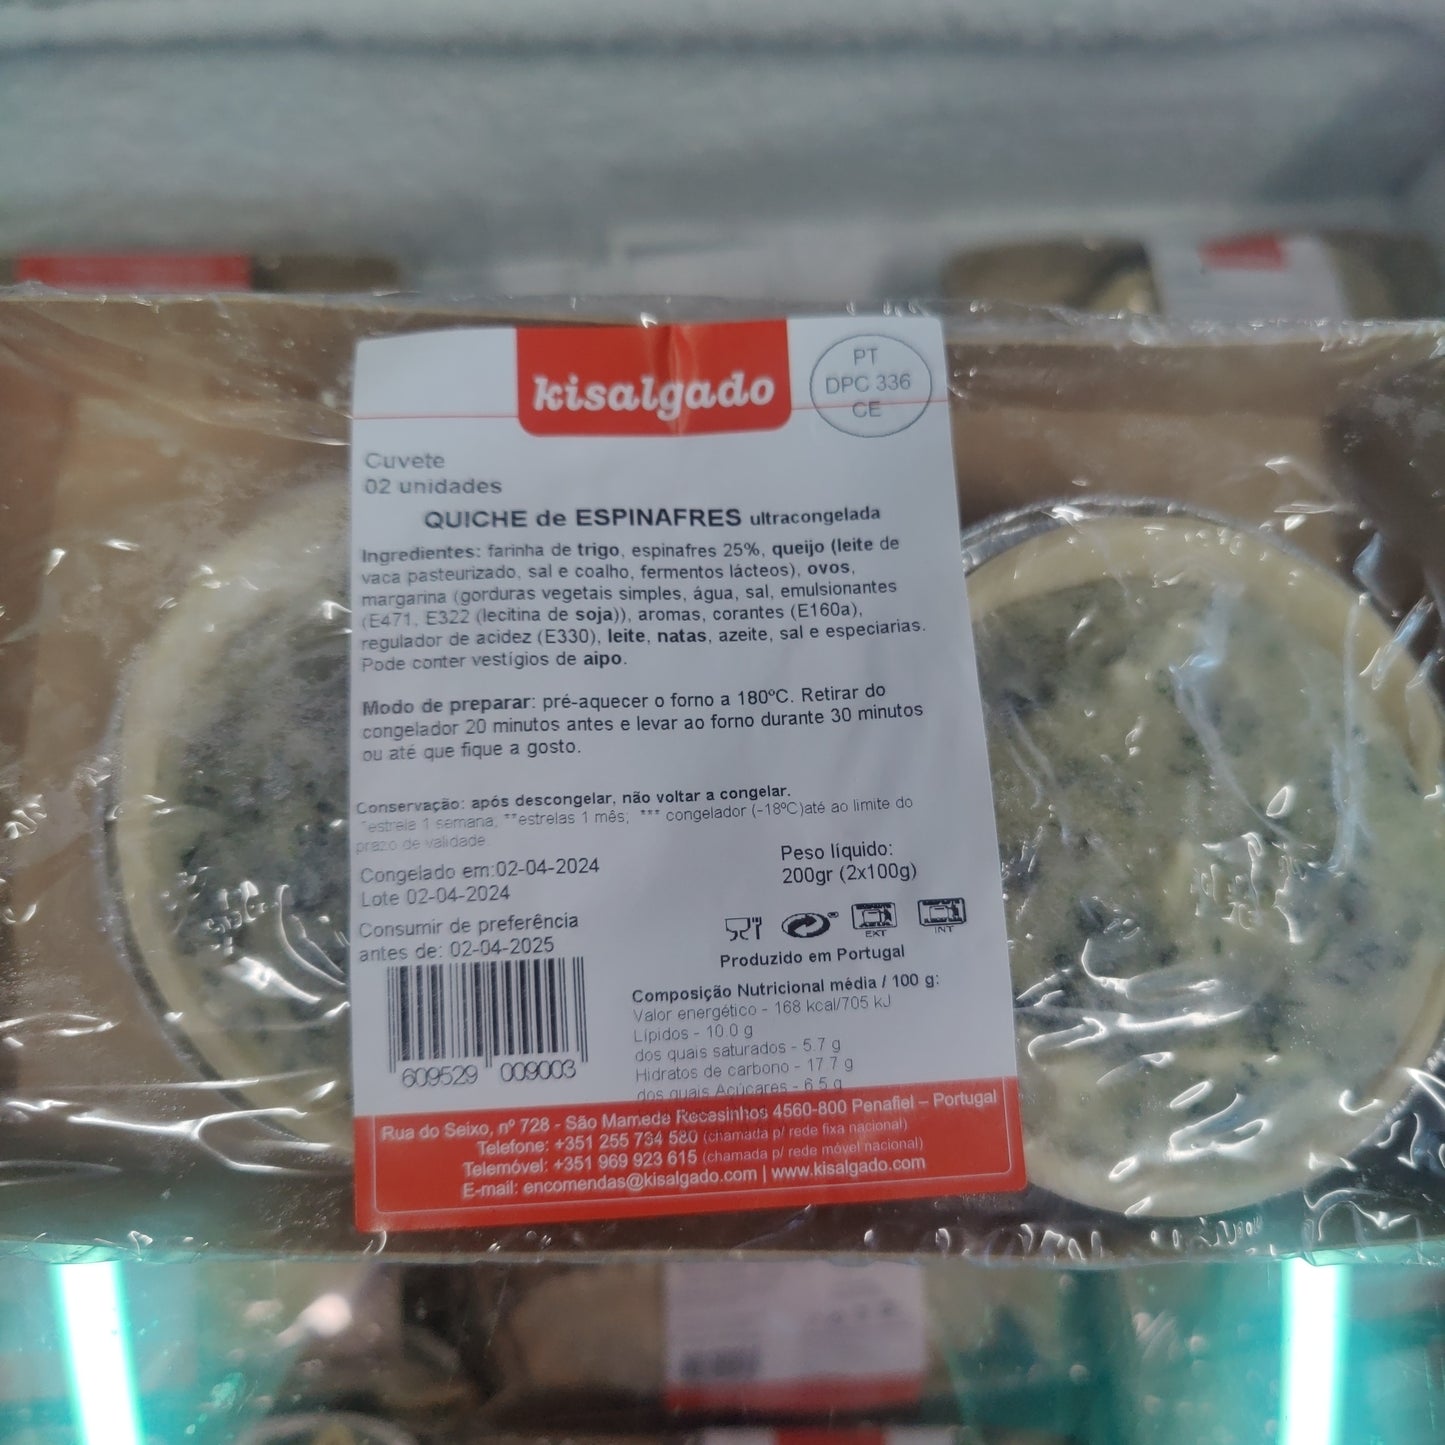 kisalgado
PT
DPC 336
CE
Cuvete
02 unidades
QUICHE de ESPINAFRES ultracongelada
Ingredientes: farinha de trigo, espinafres 25%, queijo (leite de
vaca pasteurizado, sal e coalho, fermentos lácteos), ovos,
margarina (gorduras vegetais simples, água, sal, emulsionantes
(E471, E322 (lecitina de soja)), aromas, corantes (E160a),
regulador de acidez (E330), leite, natas, azeite, sal e especiarias.
Pode conter vestígios de aipo.
Modo de preparar: pré-aquecer o forno a 180ºC. Retirar do
congelador 20 minutos antes e levar ao forno durante 30 minutos
ou até que fique a gosto.
Conservação: após descongelar, não voltar a congelar.
*estrela 1 semana; **estrelas 1 mês; *** congelador (-18ºC)até ao limite do
prazo de validade.
Congelado em:02-04-2024
Lote 02-04-2024
Consumir de preferência
antes de: 02-04-2025
Peso líquido:
200gr (2x100g)
EXT
INT
Produzido em Portugal
609529 009003
Composição Nutricional média / 100 g:
Valor energético - 168 kcal/705 kJ
Lípidos - 10.0 g
dos quais saturados - 5.7 g
Hidratos de carbono - 17.7 g
dos quais Açúcares - 6.5 g
Rua do Seixo, nº 728 - São Mamede Recesinhos 4560-800 Penafiel – Portugal
Telefone: +351 255 734 580 (chamada p/ rede fixa nacional)
Telemóvel: +351 969 923 615 (chamada p/ rede móvel nacional)
E-mail: encomendas@kisalgado.com | www.kisalgado.com